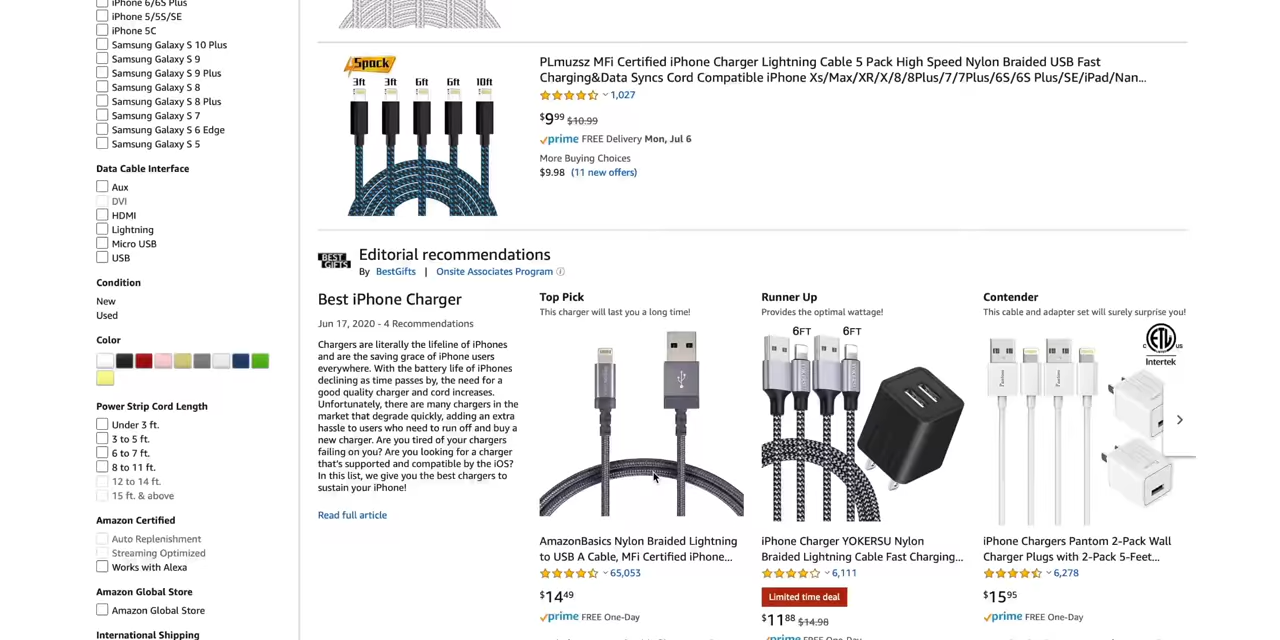 iPhone 6/6S Plus
iPhone /5S/SE
iPhone 5C
Samsung Galaxy S 10 Plus
Samsung Galaxy S 9
Samsung Galaxy S 9 Plus
Samsung Galaxy S 8
Samsung Galaxy S 8 Plus
Samsung Galaxy S 7
Samsung Galaxy S 6 Edge
Samsung Galaxy S 5
Data Cable Interface
Aux
DVI
HDMI
Lightning
Micro USB
USB
Condition
New
Used
Color
Power Strip Cord Length
Under 3 ft.
3 to 5 ft.
6 to 7 ft.
8 to 11 ft.
12 to 14 ft.
15 ft. & above
Amazon Certified
Auto Replenishment
Streaming Optimized
Works with Alexa
Amazon Global Store
Amazon Global Store
International Shipping
5pack
3ft 3ft 6ft 6ft 10ft
PLmuzsz MFi Certified iPhone Charger Lightning Cable 5 Pack High Speed Nylon Braided USB Fast
Charging&Data Syncs Cord Compatible iPhone Xs/Max/XR/X/8/8Plus/7/7Plus/6S/6S Plus/SE/iPad/Nan...
1,027
$9.99 $10.99
prime FREE Delivery Mon, Jul 6
More Buying Choices
$9.98 (11 new offers)
BEST GIFTS
Editorial recommendations
By BestGifts | Onsite Associates Program
Best iPhone Charger
Jun 17, 2020 - 4 Recommendations
Chargers are literally the lifeline of iPhones
and are the saving grace of iPhone users
everywhere. With the battery life of iPhones
declining as time passes by, the need for a
good quality charger and cord increases.
Unfortunately, there are many chargers in the
market that degrade quickly, adding an extra
hassle to users who need to run off and buy a
new charger. Are you tired of your chargers
failing on you? Are you looking for a charger
that's supported and compatible by the iOS?
In this list, we give you the best chargers to
sustain your iPhone!
Read full article
Top Pick
This charger will last you a long time!
AmazonBasics Nylon Braided Lightning
to USB A Cable, MFi Certified iPhone...
65,053
$14.49
prime FREE One-Day
Runner Up
Provides the optimal wattage!
6FT 6FT
iPhone Charger YOKERSU Nylon
Braided Lightning Cable Fast Charging...
6,111
Limited time deal
$11.88 $14.98
prime FREE One-Day
Contender
This cable and adapter set will surely surprise you!
ETL
US
Intertek
iPhone Chargers Pantom 2-Pack Wall
Charger Plugs with 2-Pack 5-Feet...
6,278
$15.95
prime FREE One-Day